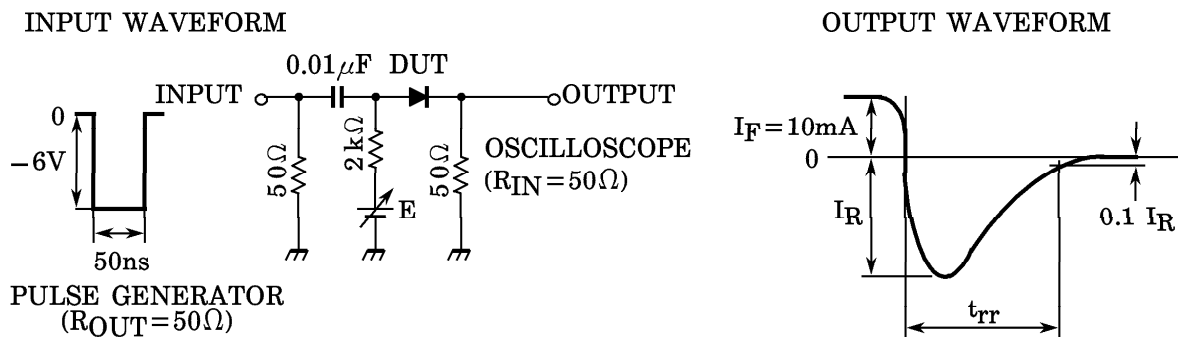 INPUT WAVEFORM
OUTPUT WAVEFORM
0.01μF DUT
INPUT
OUTPUT
0
−6V
50ns
50Ω
2kΩ
E
50Ω
OSCILLOSCOPE
(RIN=50Ω)
PULSE GENERATOR
(ROUT=50Ω)
IF=10mA
0
IR
0.1 IR
trr